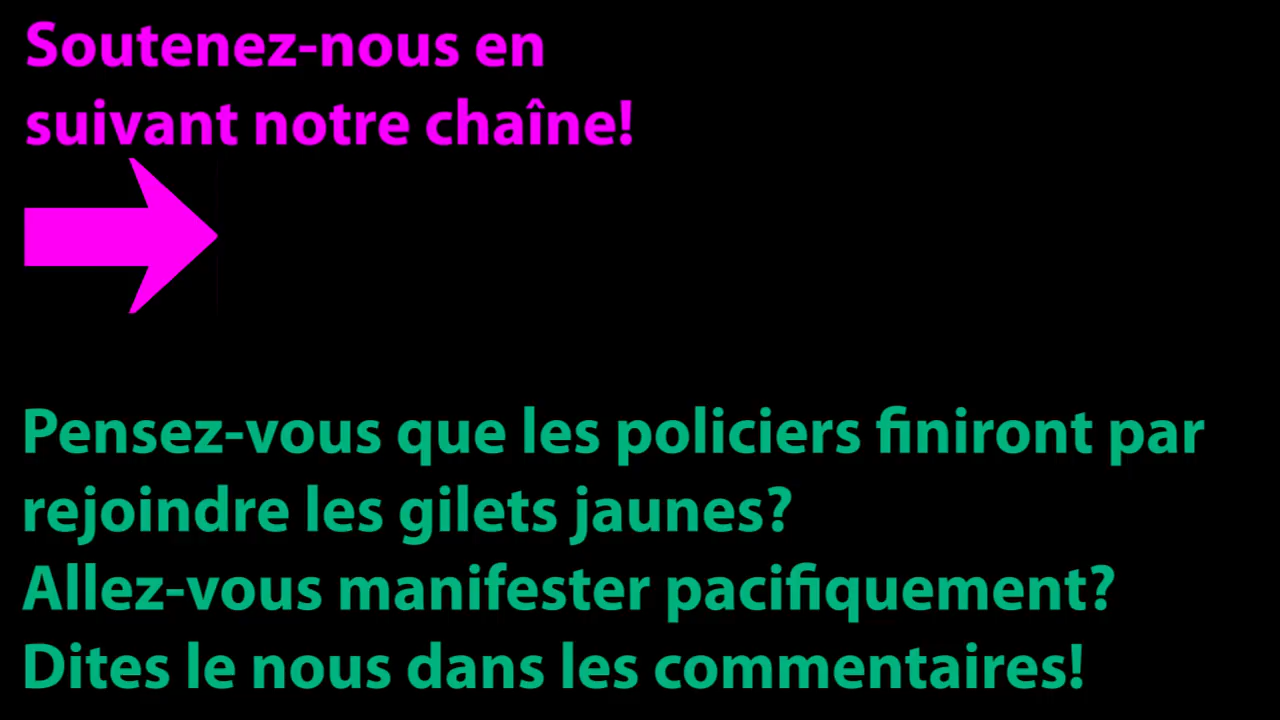 Soutenez-nous en
suivant notre chaîne!
Pensez-vous que les policiers finiront par
rejoindre les gilets jaunes?
Allez-vous manifester pacifiquement?
Dites le nous dans les commentaires!